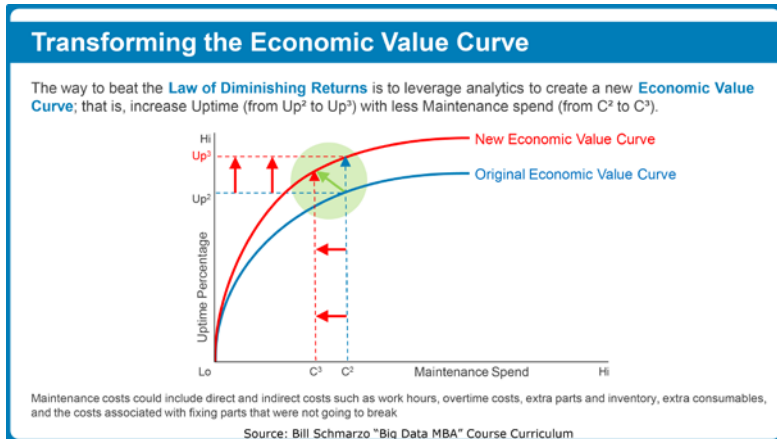 Transforming the Economic Value Curve
The way to beat the Law of Diminishing Returns is to leverage analytics to create a new Economic Value
Curve; that is, increase Uptime (from Up² to Up³) with less Maintenance spend (from C² to C³).
Hi
New Economic Value Curve
Up³
Original Economic Value Curve
Up²
Uptime Percentage
Lo
C³
C²
Maintenance Spend
Hi
Maintenance costs could include direct and indirect costs such as work hours, overtime costs, extra parts and inventory, extra consumables,
and the costs associated with fixing parts that were not going to break
Source: Bill Schmarzo "Big Data MBA" Course Curriculum